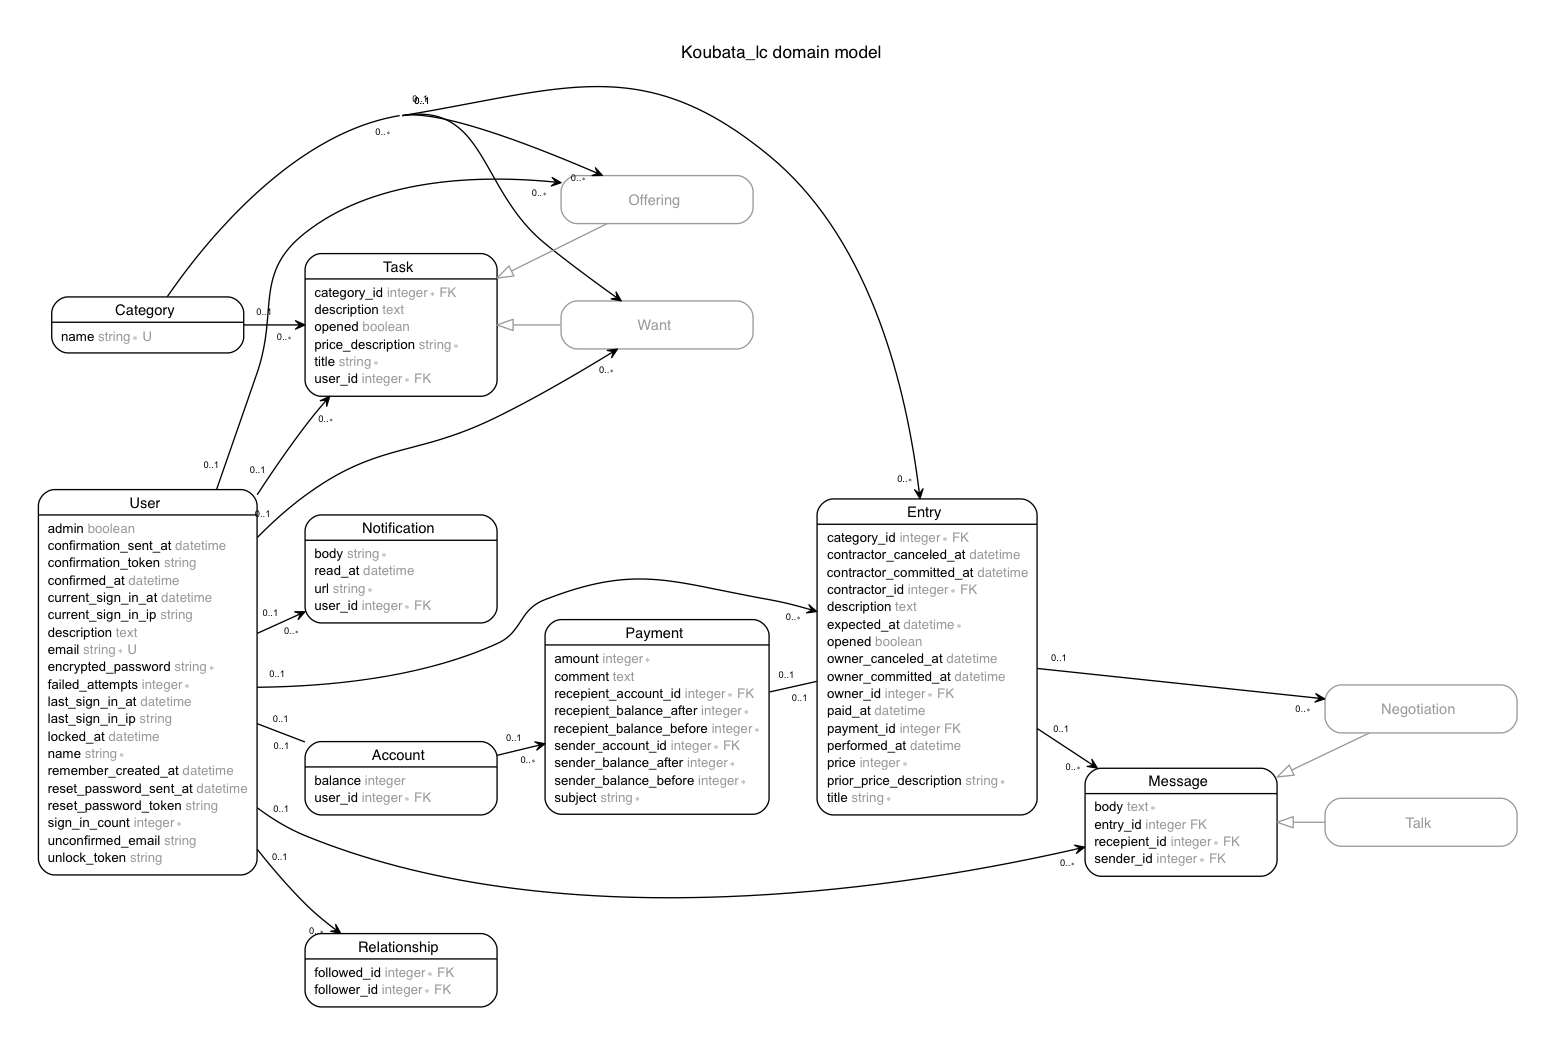 Koubata_lc domain model
0..1
0..1
0..∗
0..∗
0..∗
Offering
Task
category_id integer ∗ FK
description text
opened boolean
price_description string ∗
title string ∗
user_id integer ∗ FK
Category
name string ∗ U
0..1
0..∗
Want
0..∗
0..∗
0..1
0..1
0..1
0..∗
User
admin boolean
confirmation_sent_at datetime
confirmation_token string
confirmed_at datetime
current_sign_in_at datetime
current_sign_in_ip string
description text
email string ∗ U
encrypted_password string ∗
failed_attempts integer ∗
last_sign_in_at datetime
last_sign_in_ip string
locked_at datetime
name string ∗
remember_created_at datetime
reset_password_sent_at datetime
reset_password_token string
sign_in_count integer ∗
unconfirmed_email string
unlock_token string
Notification
body string ∗
read_at datetime
url string ∗
user_id integer ∗ FK
0..1
0..∗
0..1
0..∗
0..1
0..1
Account
balance integer
user_id integer ∗ FK
0..1
0..∗
Payment
amount integer ∗
comment text
recepient_account_id integer ∗ FK
recepient_balance_after integer ∗
recepient_balance_before integer ∗
sender_account_id integer ∗ FK
sender_balance_after integer ∗
sender_balance_before integer ∗
subject string ∗
0..1
0..1
Entry
category_id integer ∗ FK
contractor_canceled_at datetime
contractor_committed_at datetime
contractor_id integer ∗ FK
description text
expected_at datetime ∗
opened boolean
owner_canceled_at datetime
owner_committed_at datetime
owner_id integer ∗ FK
paid_at datetime
payment_id integer FK
performed_at datetime
price integer ∗
prior_price_description string ∗
title string ∗
0..1
0..∗
Negotiation
0..1
0..∗
Message
body text ∗
entry_id integer FK
recepient_id integer ∗ FK
sender_id integer ∗ FK
Talk
0..1
0..∗
0..1
0..∗
Relationship
followed_id integer ∗ FK
follower_id integer ∗ FK